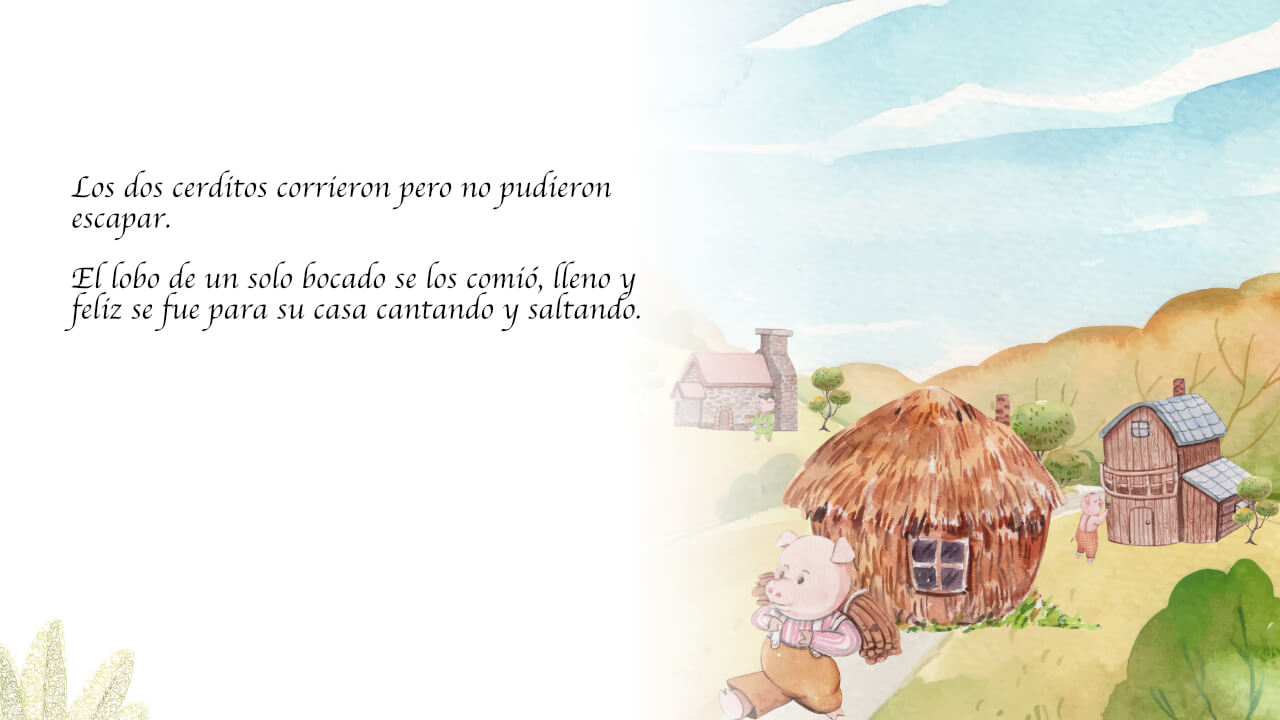 Los dos cerditos corrieron pero no pudieron
escapar.
El lobo de un solo bocado se los comió, lleno y
feliz se fue para su casa cantando y saltando.